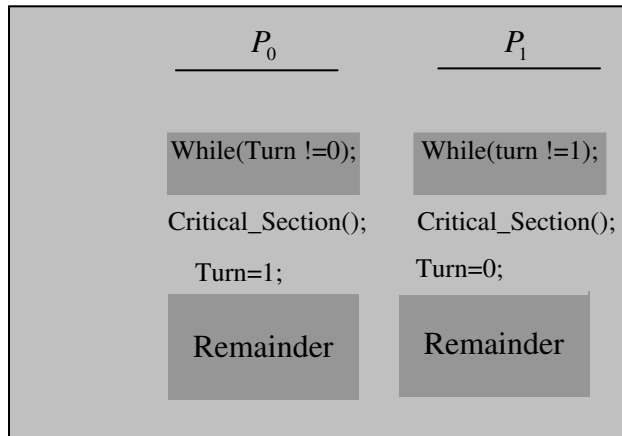 P0 P1
While(Turn !=0); While(turn !=1);
Critical_Section(); Critical_Section();
Turn=1; Turn=0;
Remainder Remainder